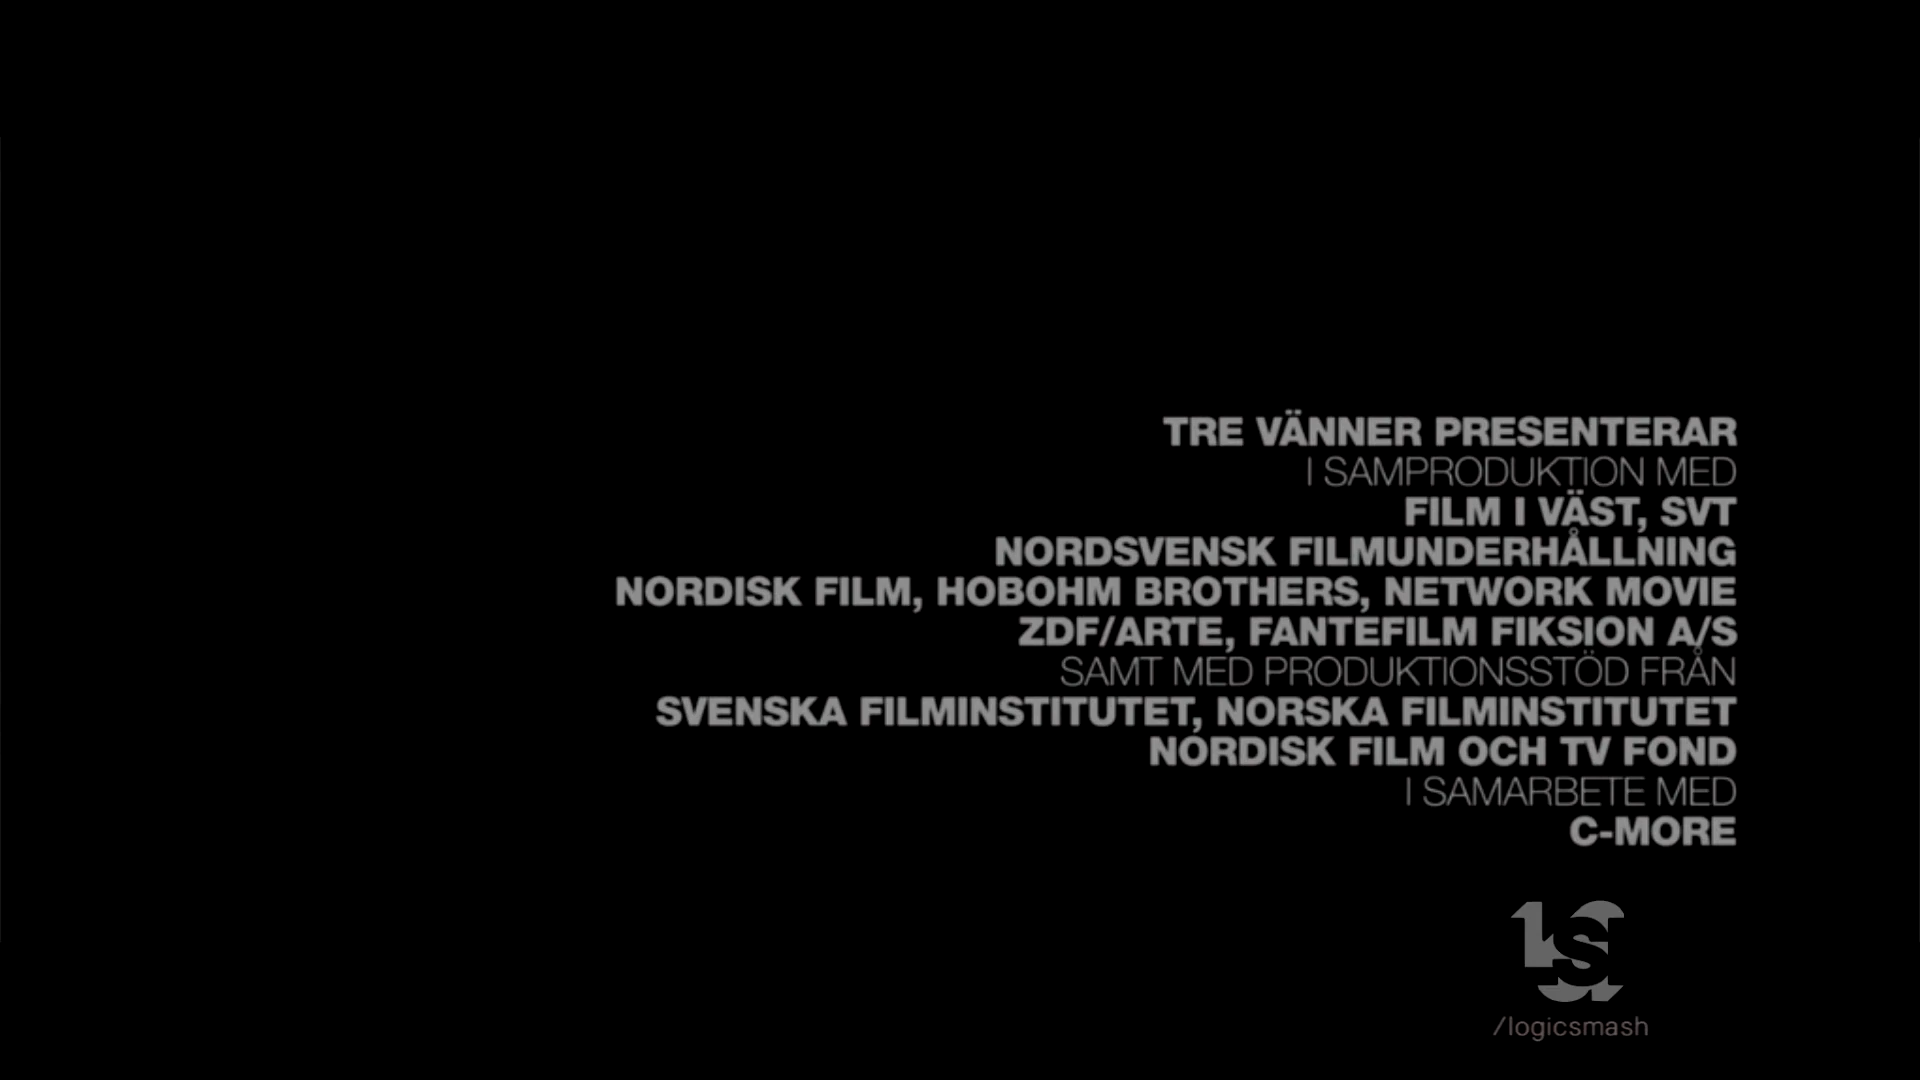 TRE VÄNNER PRESENTERAR
I SAMPRODUKTION MED
FILM I VÄST, SVT
NORDSVENSK FILMUNDERHÅLLNING
NORDISK FILM, HOBOHM BROTHERS, NETWORK MOVIE
ZDF/ARTE, FANTEFILM FIKSION A/S
SAMT MED PRODUKTIONSSTÖD FRÅN
SVENSKA FILMINSTITUTET, NORSKA FILMINSTITUTET
NORDISK FILM OCH TV FOND
I SAMARBETE MED
C-MORE
/logicsmash